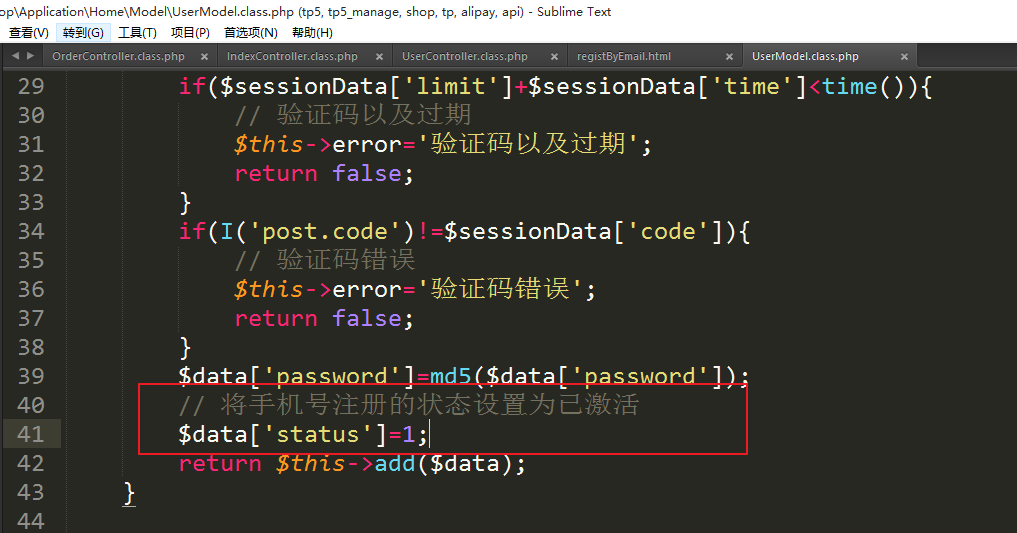 op\Application\Home\Model\UserModel.class.php (tp5, tp5_manage, shop, tp, alipay, api) - Sublime Text
查看(V) 转到(G) 工具(T) 项目(P) 首选项(N) 帮助(H)
OrderController.class.php × IndexController.class.php × UserController.class.php × registByEmail.html × UserModel.class.php ×
29 if($sessionData['limit']+$sessionData['time']<time()){
30 // 验证码以及过期
31 $this->error='验证码以及过期';
32 return false;
33 }
34 if(I('post.code')!=$sessionData['code']){
35 // 验证码错误
36 $this->error='验证码错误';
37 return false;
38 }
39 $data['password']=md5($data['password']);
40 // 将手机号注册的状态设置为已激活
41 $data['status']=1;
42 return $this->add($data);
43 }
44